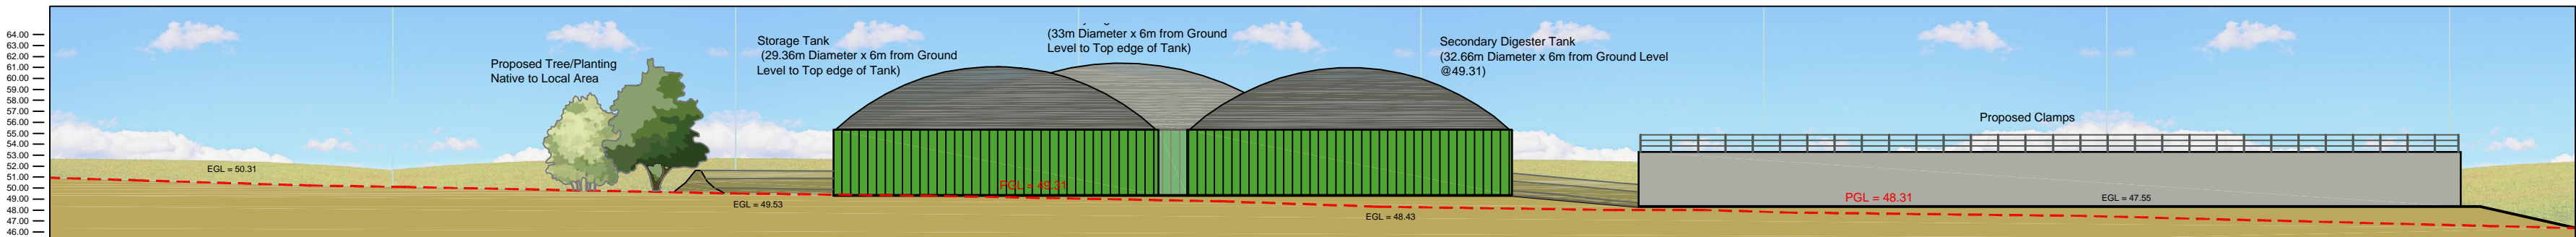 64.00
63.00
62.00
61.00
60.00
59.00
58.00
57.00
56.00
55.00
54.00
53.00
52.00
51.00
50.00
49.00
48.00
47.00
46.00
EGL = 50.31
Proposed Tree/Planting
Native to Local Area
EGL = 49.53
Storage Tank
(29.36m Diameter x 6m from Ground
Level to Top edge of Tank)
PGL = 49.31
(33m Diameter x 6m from Ground
Level to Top edge of Tank)
EGL = 48.43
Secondary Digester Tank
(32.66m Diameter x 6m from Ground Level
@49.31)
Proposed Clamps
PGL = 48.31
EGL = 47.55